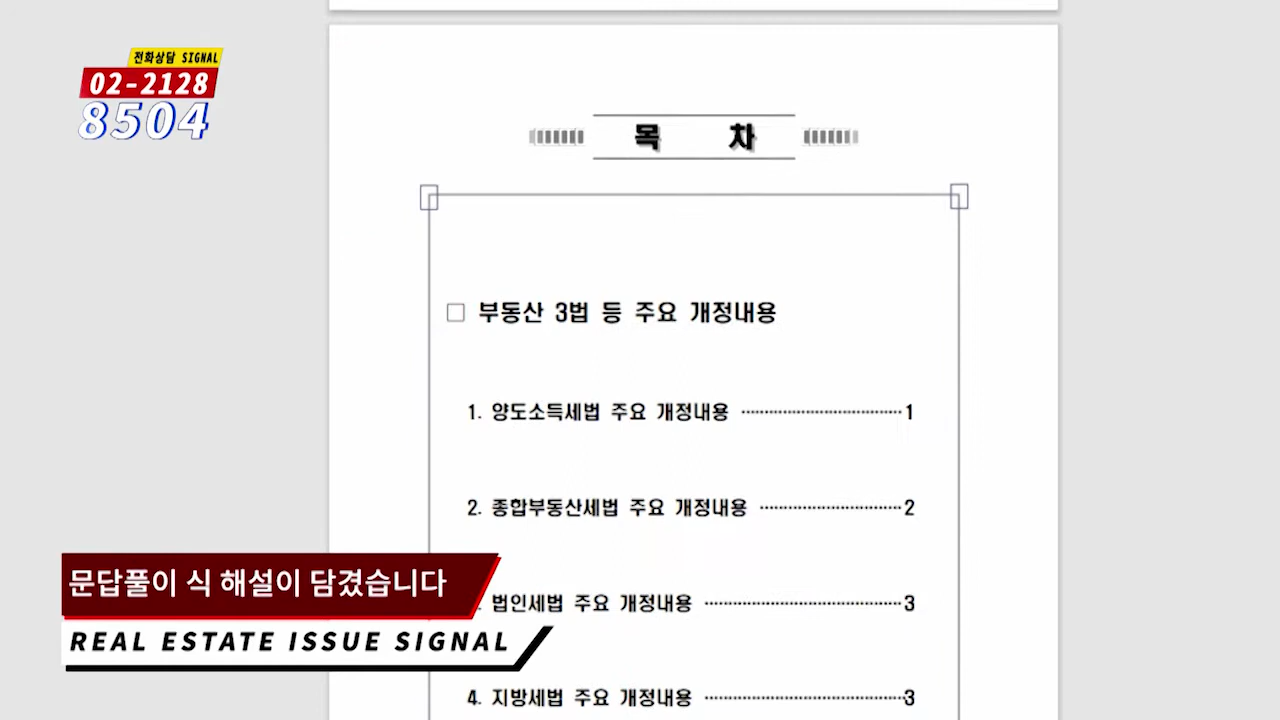 전화상담 SIGNAL
02-2128
8504
목 차
□ 부동산 3법 등 주요 개정내용
1. 양도소득세법 주요 개정내용 1
2. 종합부동산세법 주요 개정내용 2
. 법인세법 주요 개정내용 3
4. 지방세법 주요 개정내용 3
문답풀이 식 해설이 담겼습니다
REAL ESTATE ISSUE SIGNAL